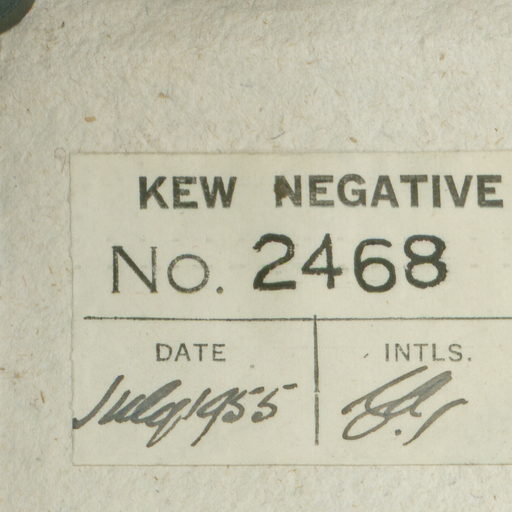 KEW NEGATIVE
No. 2468
DATE INTLS.
July 1955